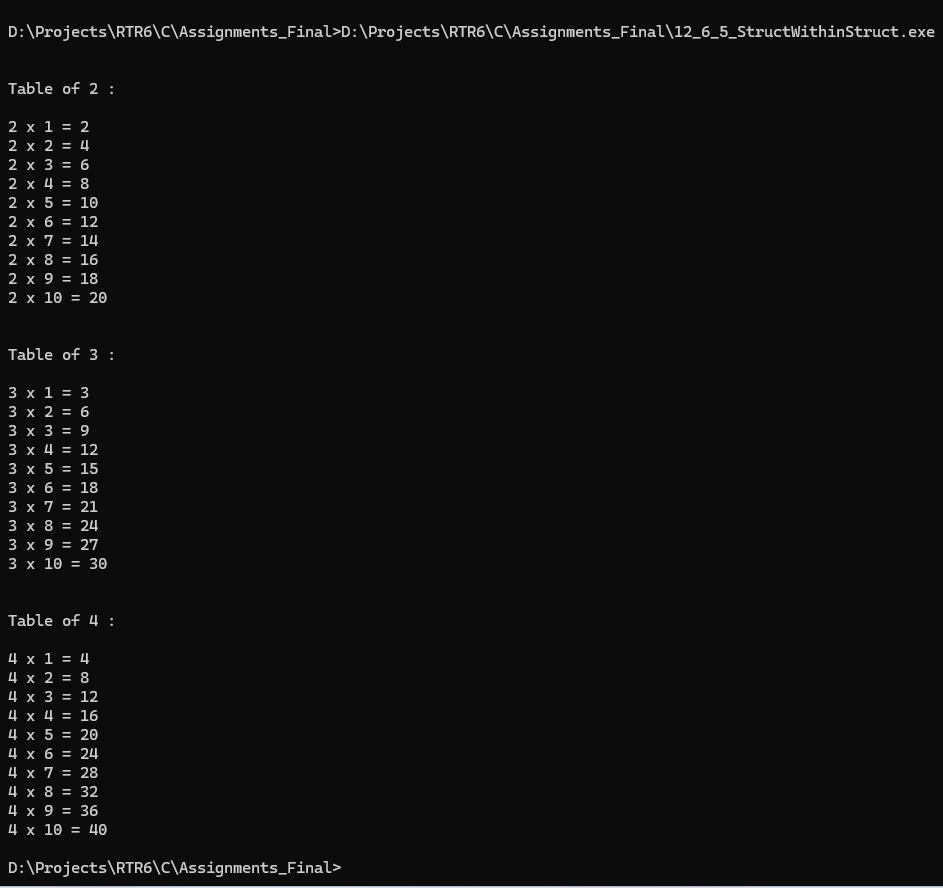 D:\Projects\RTR6\C\Assignments_Final>D:\Projects\RTR6\C\Assignments_Final\12_6_5_StructWithinStruct.exe
Table of 2 :
2 x 1 = 2
2 x 2 = 4
2 x 3 = 6
2 x 4 = 8
2 x 5 = 10
2 x 6 = 12
2 x 7 = 14
2 x 8 = 16
2 x 9 = 18
2 x 10 = 20
Table of 3 :
3 x 1 = 3
3 x 2 = 6
3 x 3 = 9
3 x 4 = 12
3 x 5 = 15
3 x 6 = 18
3 x 7 = 21
3 x 8 = 24
3 x 9 = 27
3 x 10 = 30
Table of 4 :
4 x 1 = 4
4 x 2 = 8
4 x 3 = 12
4 x 4 = 16
4 x 5 = 20
4 x 6 = 24
4 x 7 = 28
4 x 8 = 32
4 x 9 = 36
4 x 10 = 40
D:\Projects\RTR6\C\Assignments_Final>